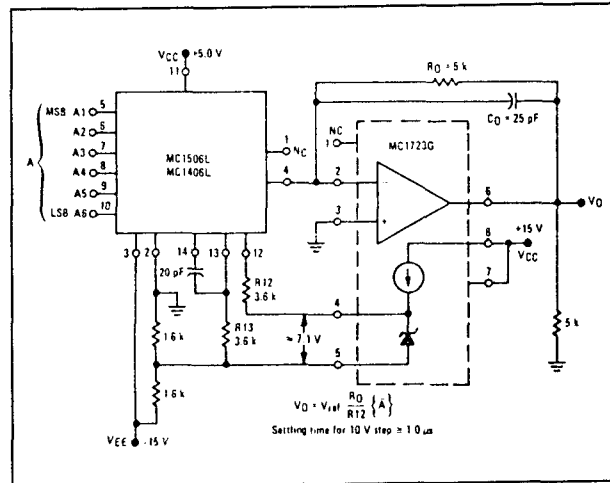 VCC +5.0 V
11
RO = 5 k
CO = 25 pF
A
MSB A1 5
A2 6
A3 7
A4 8
A5 9
LSB A6 10
MC1506L
MC1406L
1 NC
4
NC
1
MC1723G
2
3
6
VO
8
+15 V
VCC
7
3 2 14 13 12
20 pF
R12
3.6 k
R13
3.6 k
1.6 k
1.6 k
≈ 7.1 V
4
5
5 k
VEE -15 V
VO = Vref RO/R12 {A}
Settling time for 10 V step ≅ 1.0 μs